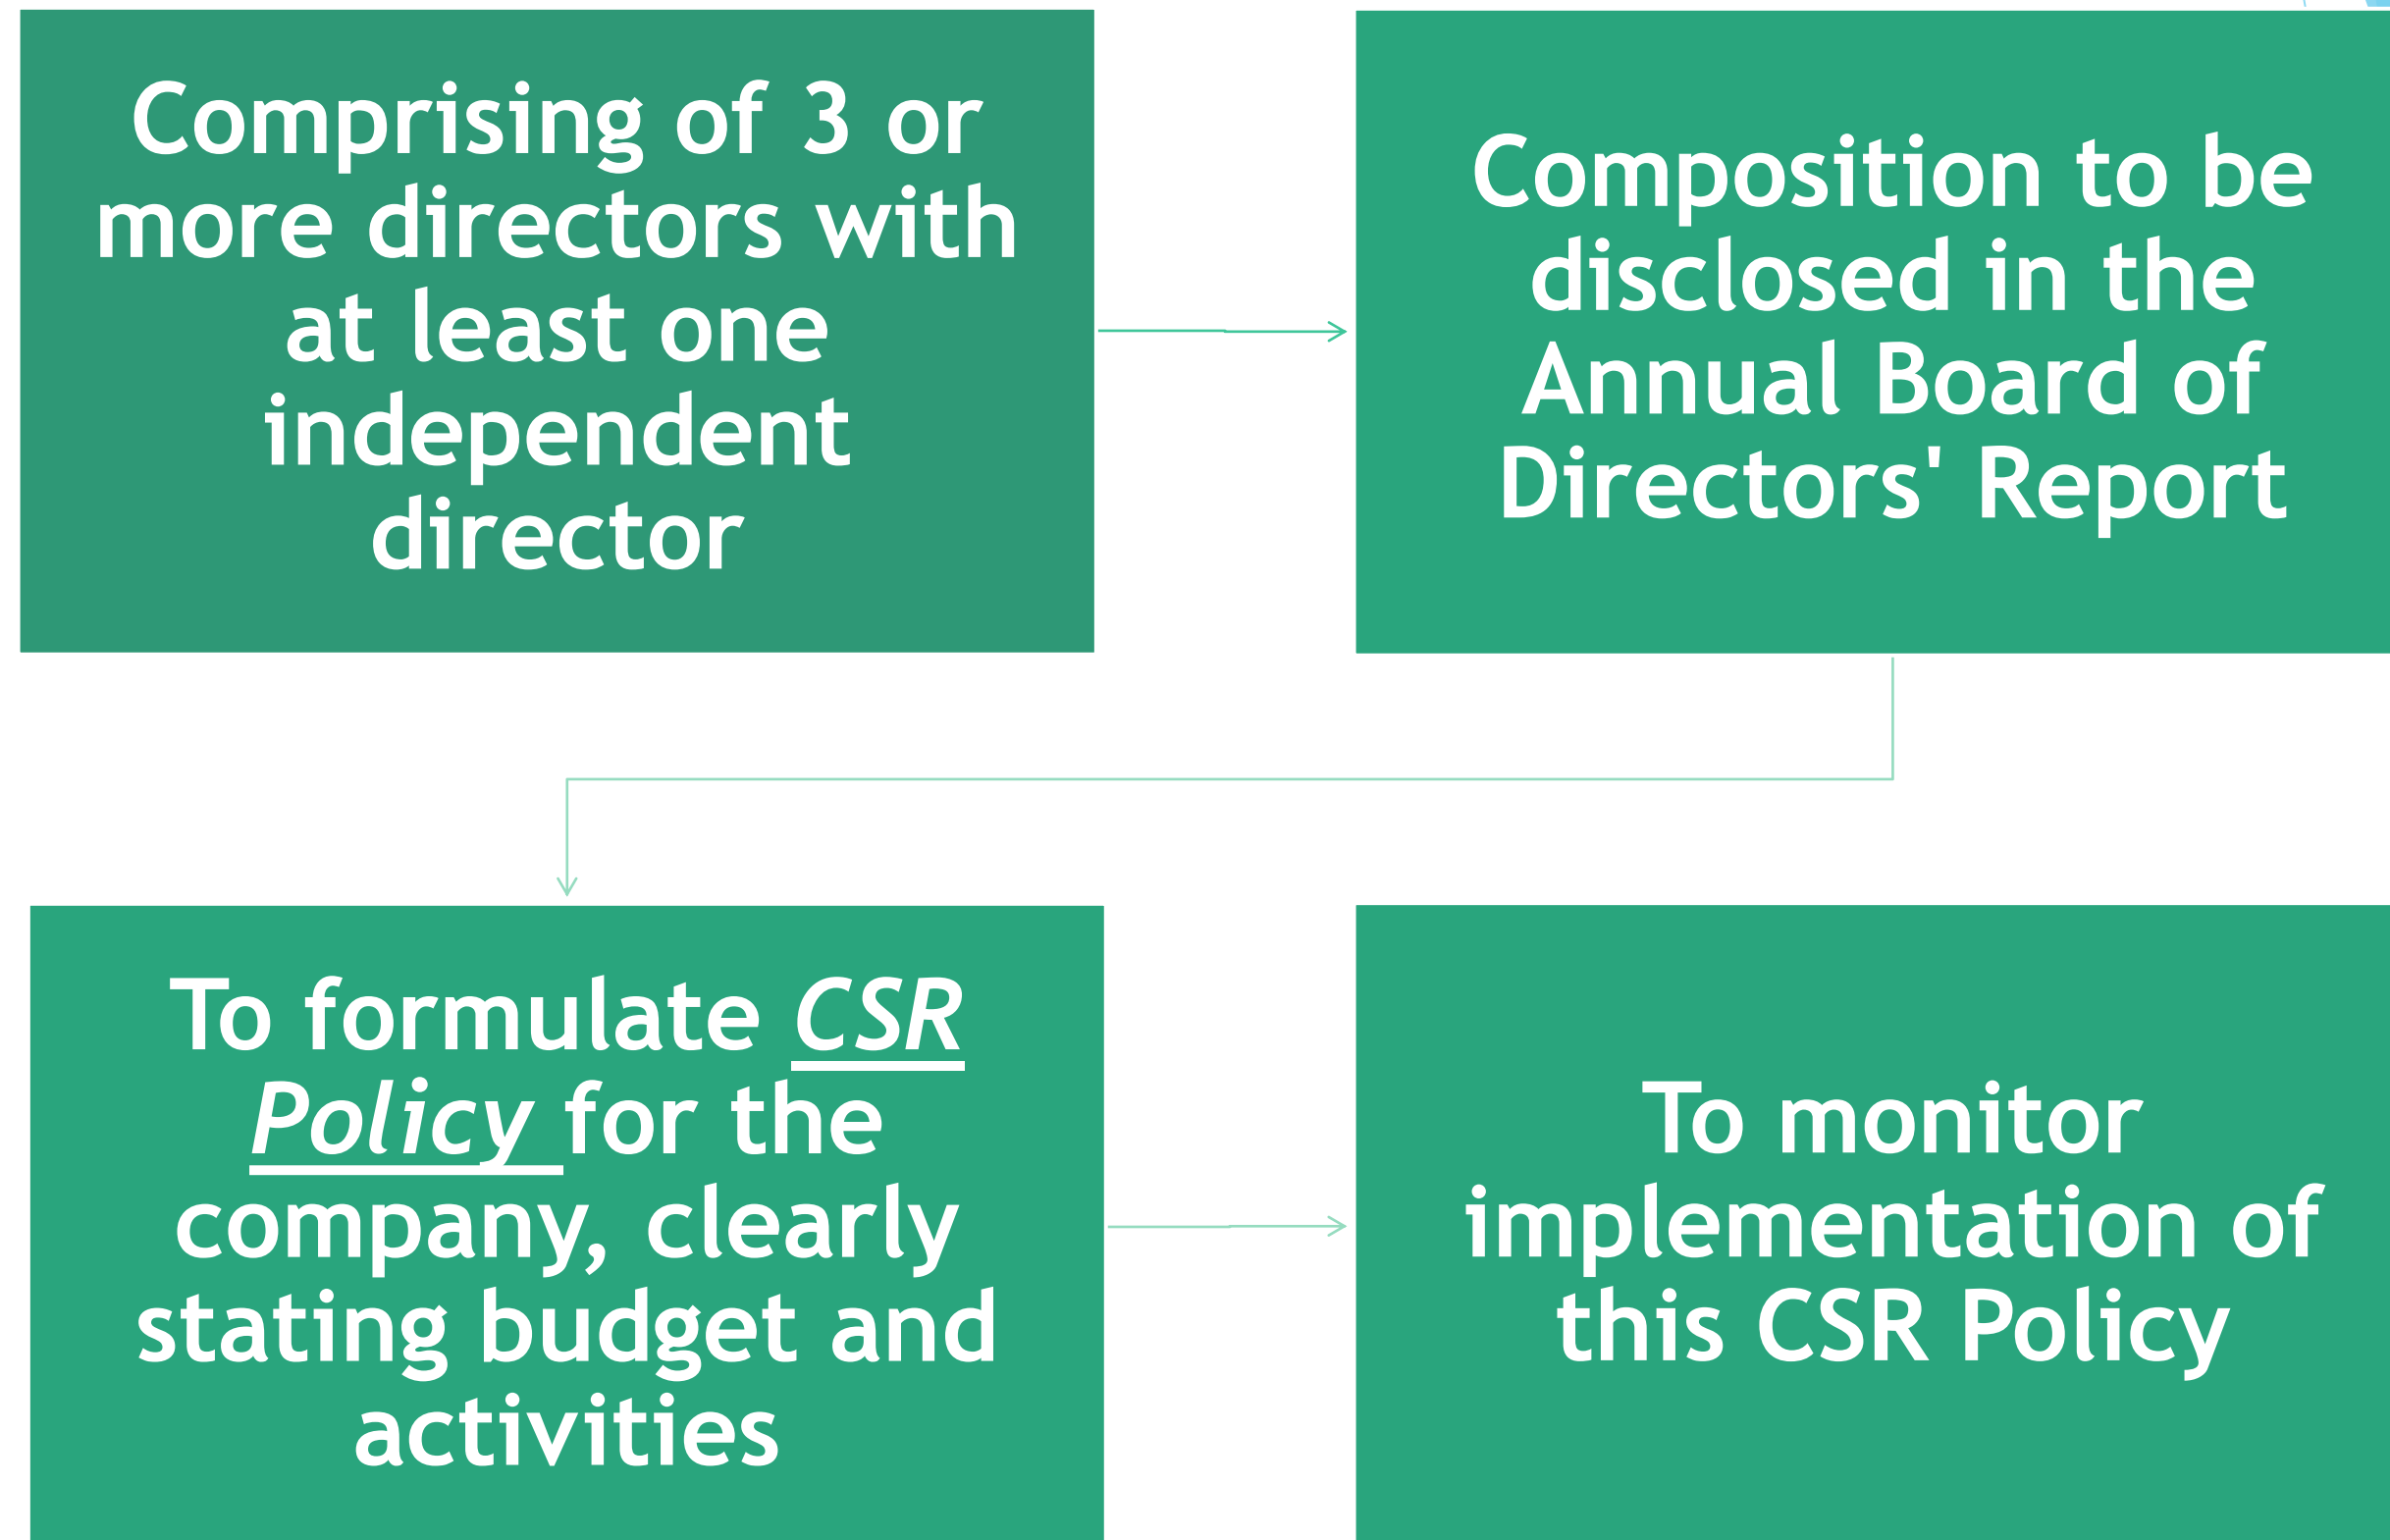 Comprising of 3 or
more directors with
at least one
independent
director
Composition to be
disclosed in the
Annual Board of
Directors' Report
To formulate CSR
Policy for the
company, clearly
stating budget and
activities
To monitor
implementation of
this CSR Policy